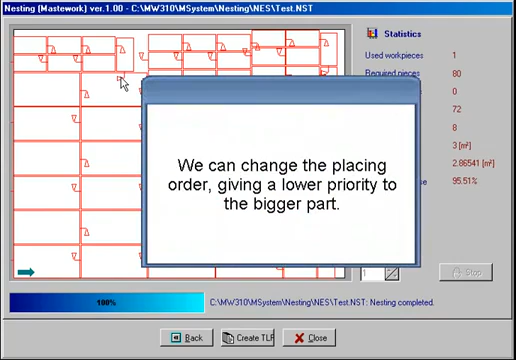 Nesting (Mastework) ver.1.00 - C:\MW310\MSystem\Nesting\NES\Test.NST
Statistics
Used workpieces 1
Required pieces 80
0
72
8
3 [m²]
2.86541 [m²]
95.51%
We can change the placing
order, giving a lower priority to
the bigger part.
1
Stop
100%
C:\MW310\MSystem\Nesting\NES\Test.NST: Nesting completed.
Back
Create TLF
Close